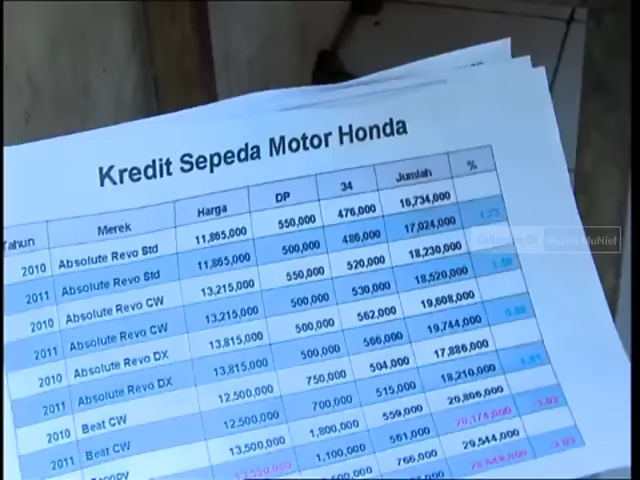 Kredit Sepeda Motor Honda
Tahun Merek Harga DP 34 Jumlah %
2010 Absolute Revo Std 11,865,000 550,000 476,000 16,734,000
2011 Absolute Revo Std 11,865,000 500,000 486,000 17,024,000
2010 Absolute Revo CW 13,215,000 550,000 520,000 18,230,000
2011 Absolute Revo CW 13,215,000 500,000 530,000 18,520,000
2010 Absolute Revo DX 13,815,000 500,000 562,000 19,608,000
2011 Absolute Revo DX 13,815,000 500,000 566,000 19,744,000
2010 Beat CW 12,500,000 750,000 504,000 17,886,000
2011 Beat CW 12,500,000 700,000 515,000 18,210,000
13,500,000 1,800,000 559,000 20,806,000
1,100,000 561,000 20,174,000
766,000 29,544,000